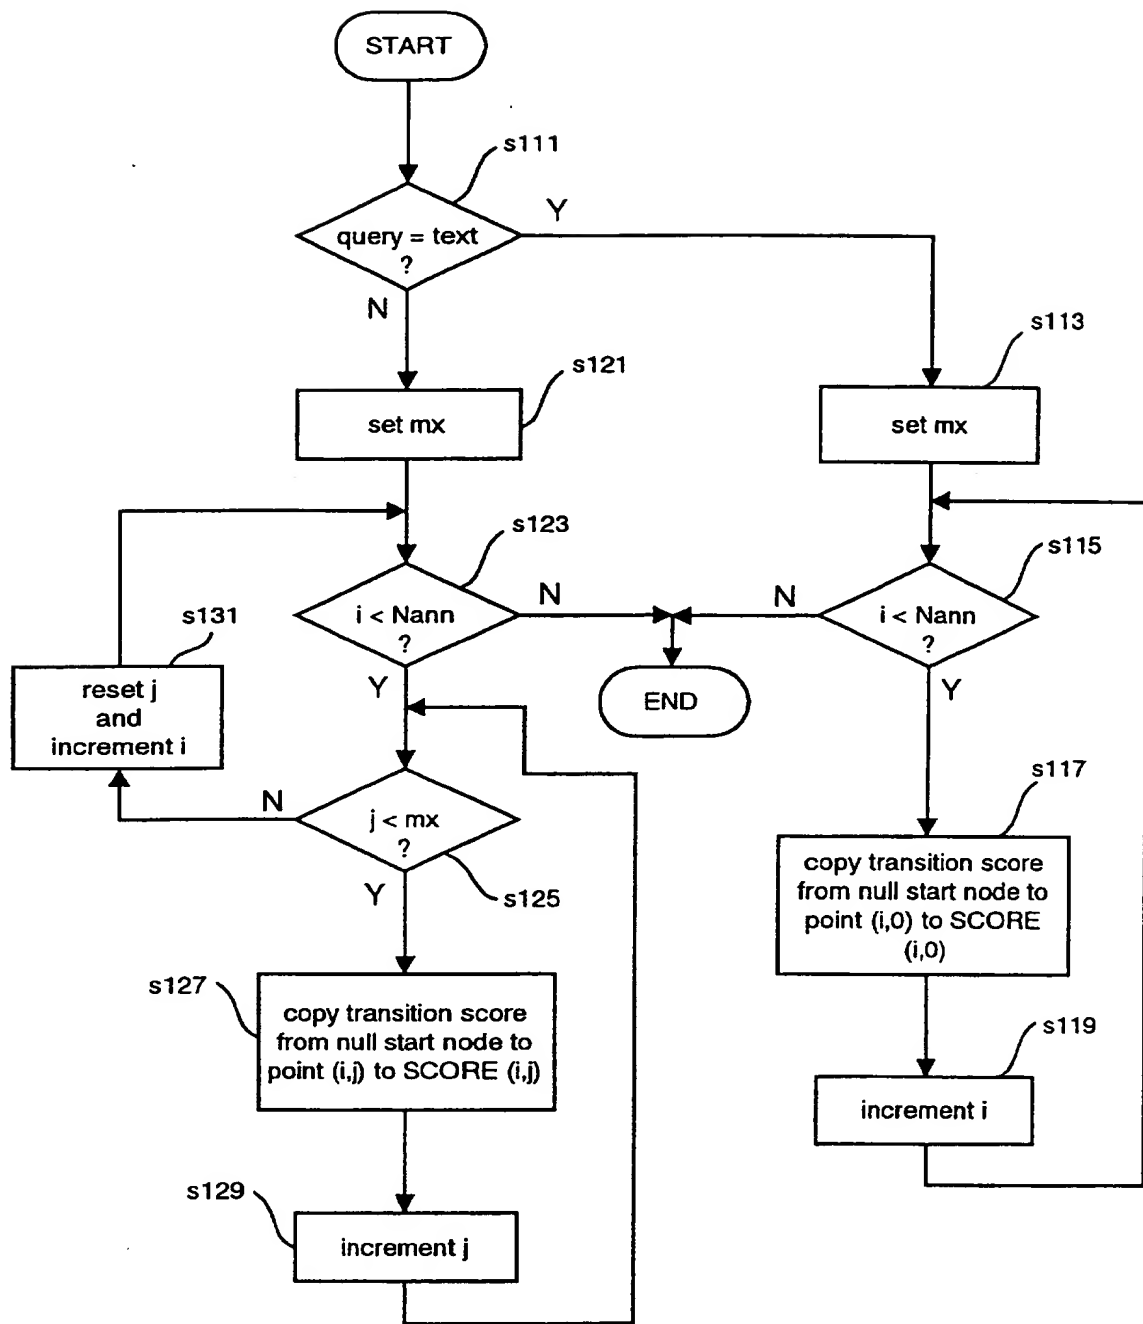 START
s111
query = text
?
Y
N
s121
set mx
s113
set mx
s123
i < Nann
?
N
Y
s115
i < Nann
?
N
Y
s131
reset j
and
increment i
END
j < mx
?
N
Y
s125
s117
copy transition score
from null start node to
point (i,0) to SCORE
(i,0)
s127
copy transition score
from null start node to
point (i,j) to SCORE (i,j)
s119
increment i
s129
increment j